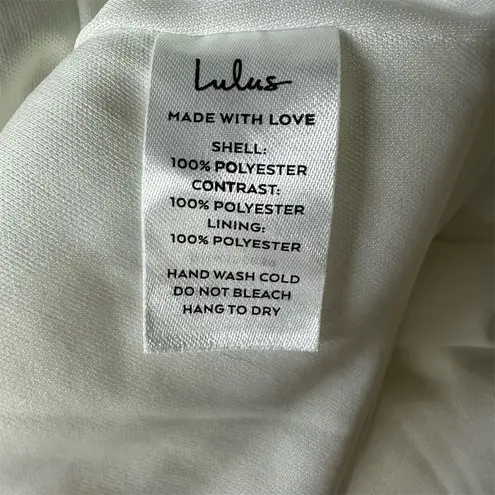 Lulus
MADE WITH LOVE
SHELL:
100% POLYESTER
CONTRAST:
100% POLYESTER
LINING:
100% POLYESTER
HAND WASH COLD
DO NOT BLEACH
HANG TO DRY